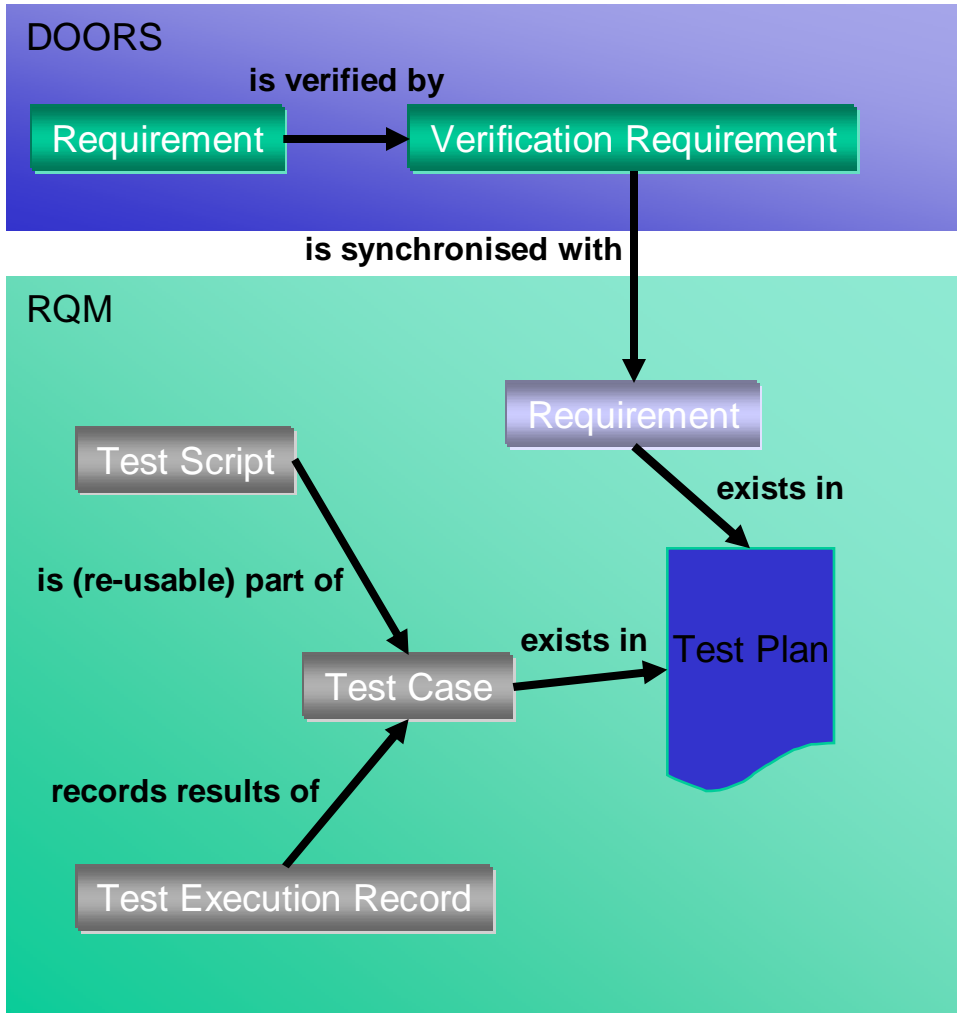 DOORS
is verified by
Requirement
Verification Requirement
is synchronised with
RQM
Requirement
Test Script
exists in
is (re-usable) part of
exists in
Test Plan
Test Case
records results of
Test Execution Record